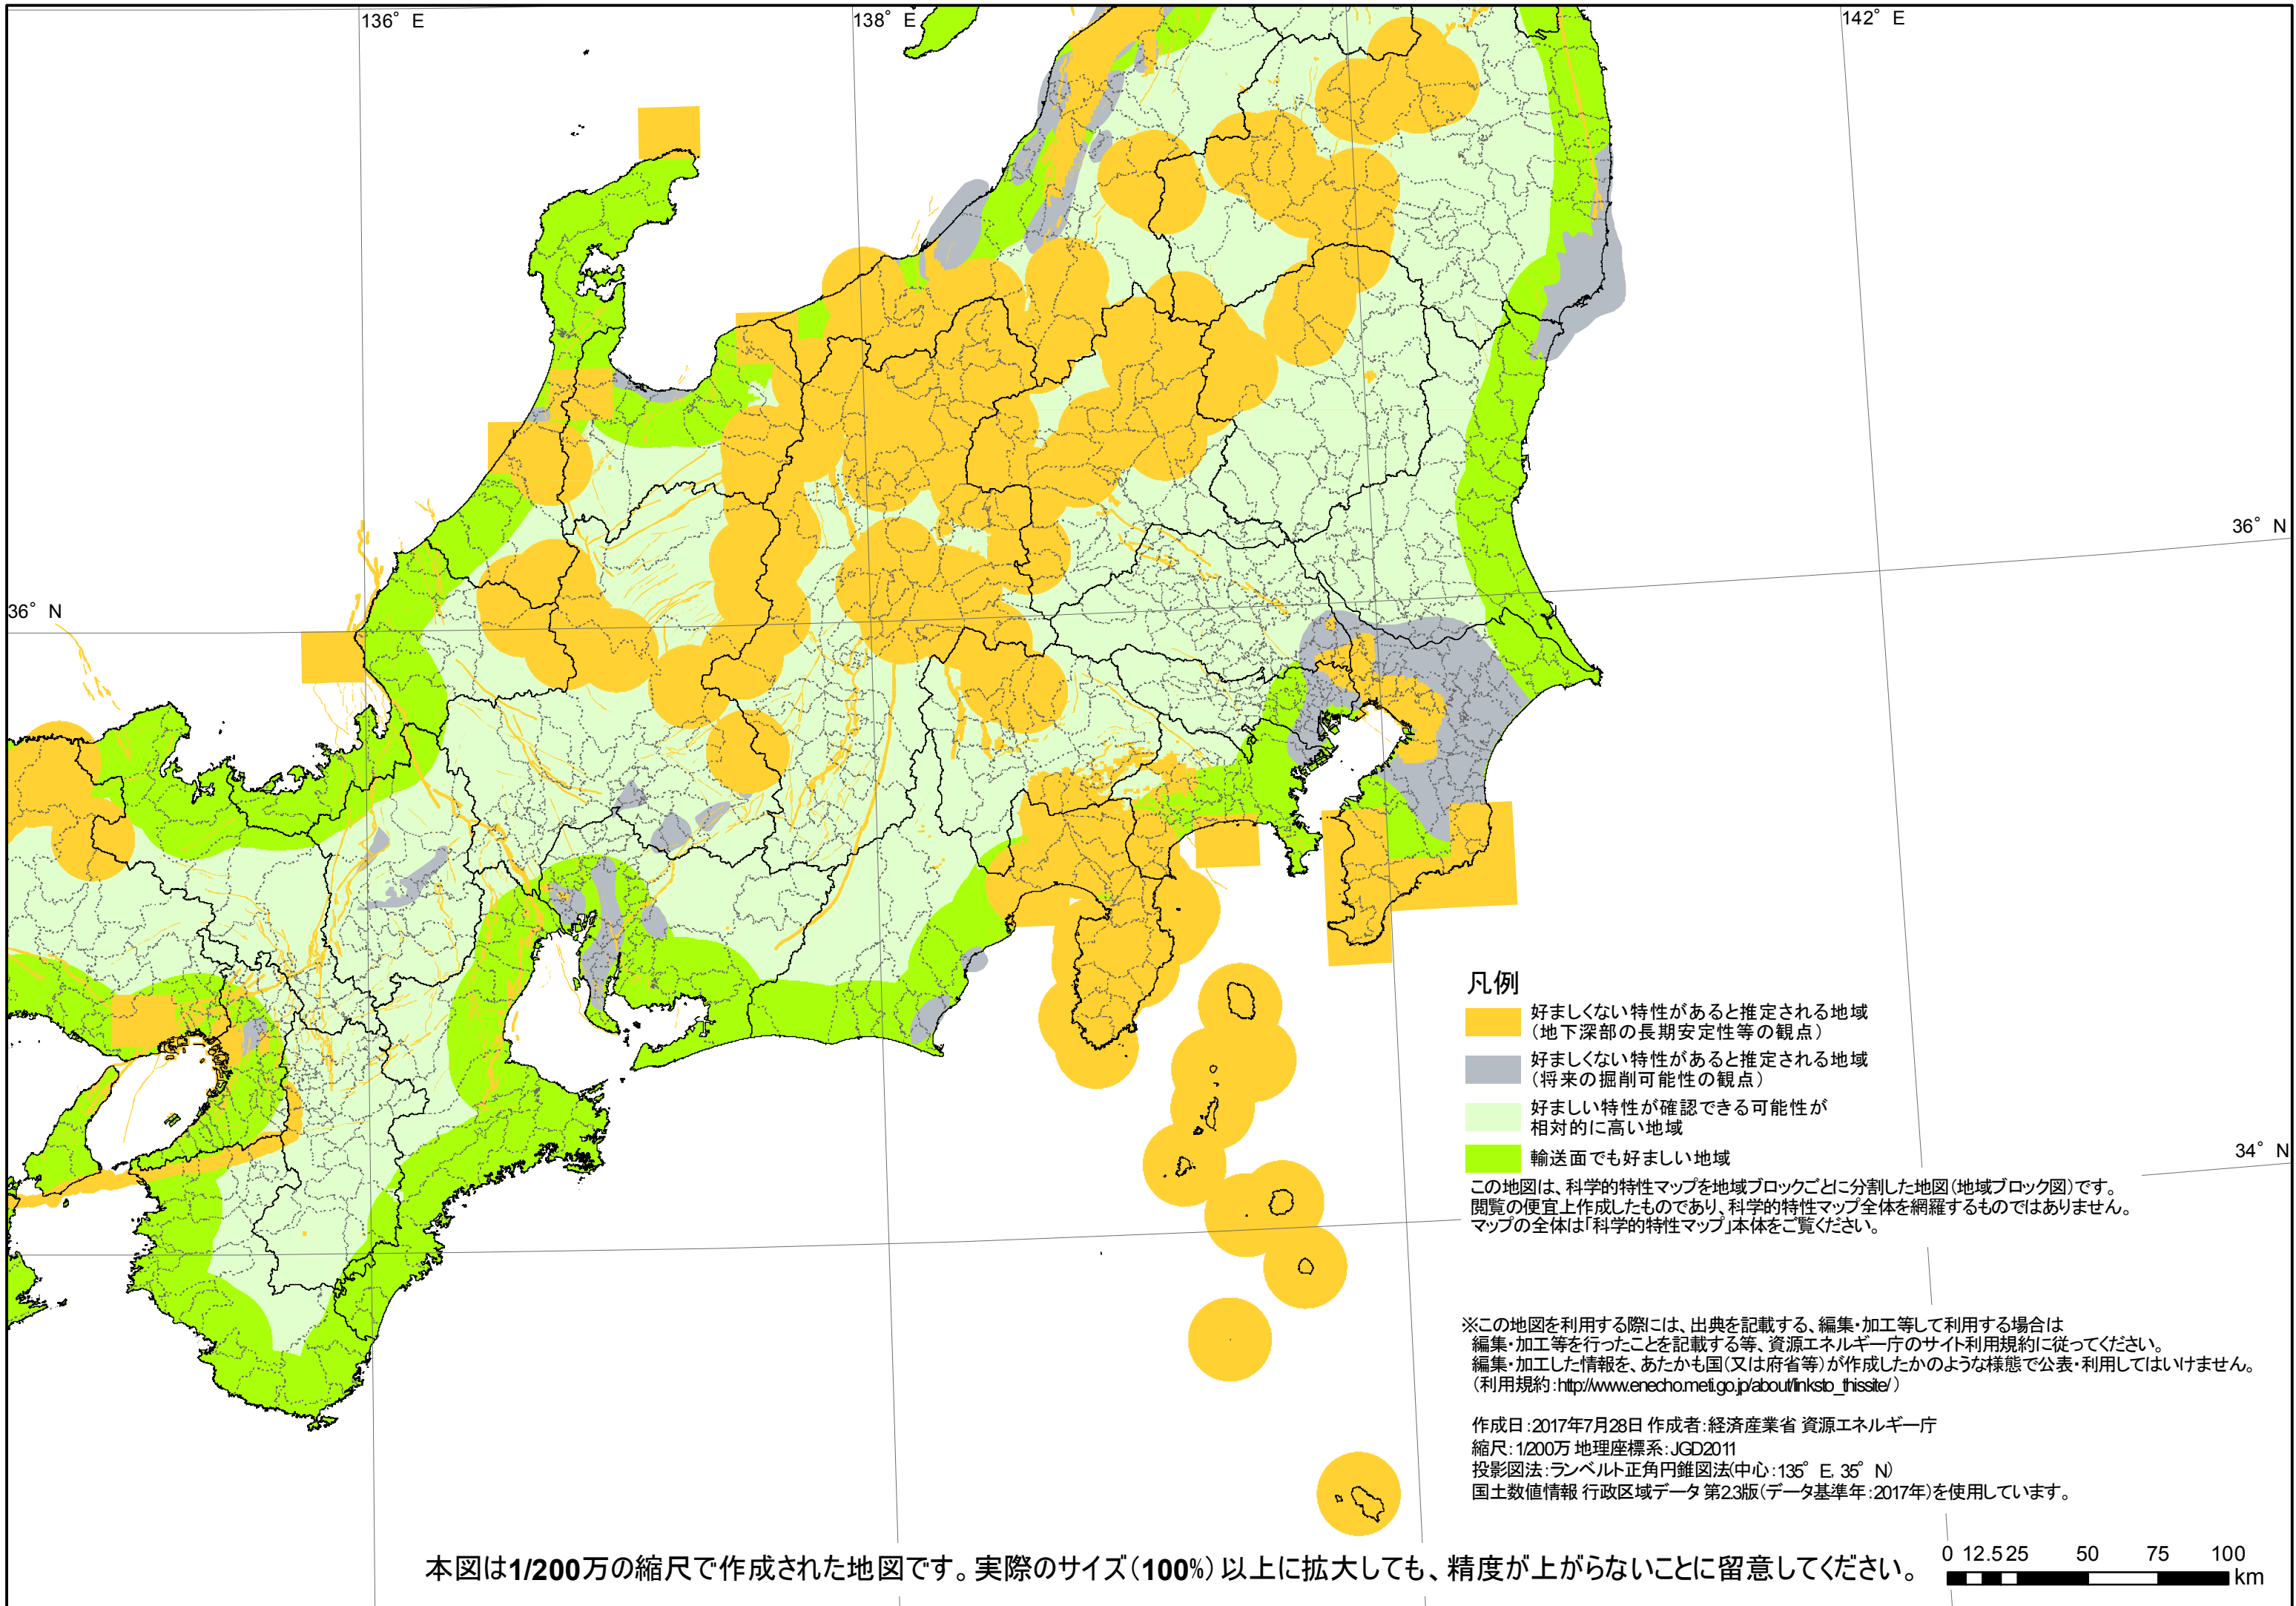 136° E
138° E
142° E
36° N
36° N
34° N
凡例
好ましくない特性があると推定される地域
(地下深部の長期安定性等の観点)
好ましくない特性があると推定される地域
(将来の掘削可能性の観点)
好ましい特性が確認できる可能性が
相対的に高い地域
輸送面でも好ましい地域
この地図は、科学的特性マップを地域ブロックごとに分割した地図(地域ブロック図)です。
閲覧の便宜上作成したものであり、科学的特性マップ全体を網羅するものではありません。
マップの全体は「科学的特性マップ」本体をご覧ください。
※この地図を利用する際には、出典を記載する、編集・加工等して利用する場合は
編集・加工等を行ったことを記載する等、資源エネルギー庁のサイト利用規約に従ってください。
編集・加工した情報を、あたかも国(又は府省等)が作成したかのような様態で公表・利用してはいけません。
(利用規約:http://www.enecho.meti.go.jp/about/linksto_thissite/)
作成日:2017年7月28日 作成者:経済産業省 資源エネルギー庁
縮尺:1/200万 地理座標系:JGD2011
投影図法:ランベルト正角円錐図法(中心:135° E, 35° N)
国土数値情報 行政区域データ 第2.3版(データ基準年:2017年)を使用しています。
本図は1/200万の縮尺で作成された地図です。実際のサイズ(100%)以上に拡大しても、精度が上がらないことに留意してください。
0 12.5 25 50 75 100
km